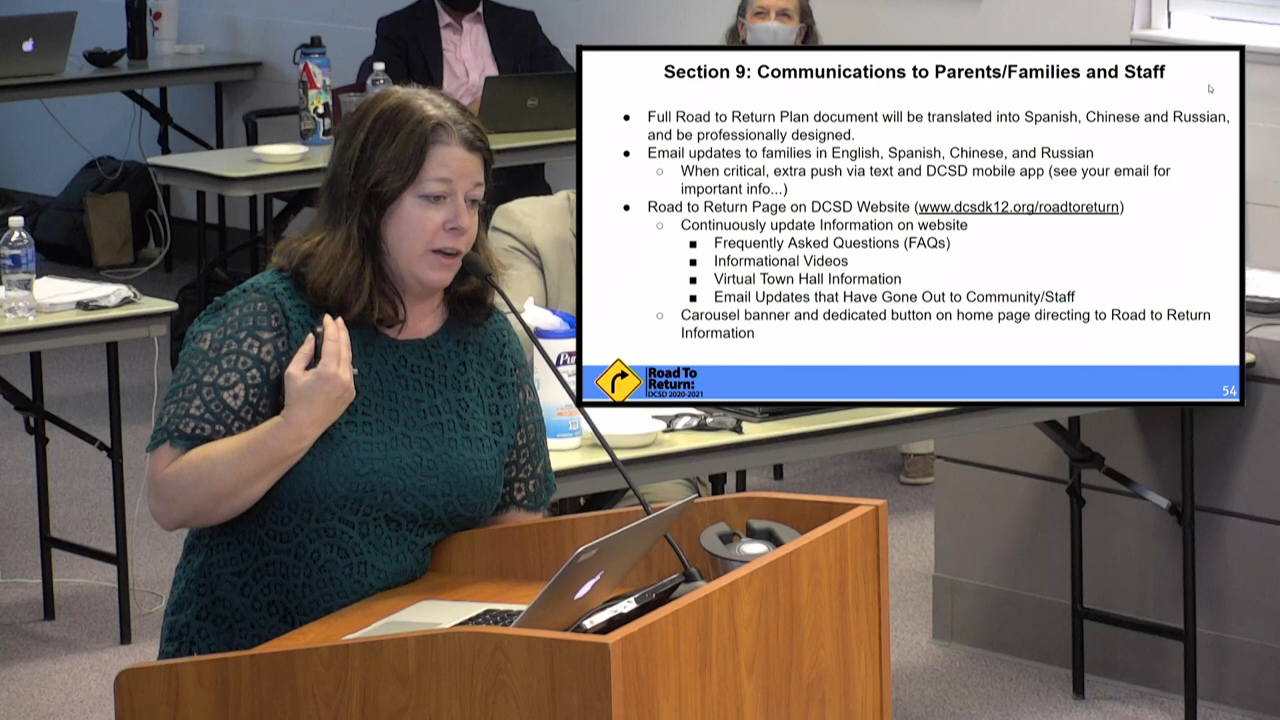 Section 9: Communications to Parents/Families and Staff
● Full Road to Return Plan document will be translated into Spanish, Chinese and Russian,
and be professionally designed.
● Email updates to families in English, Spanish, Chinese, and Russian
○ When critical, extra push via text and DCSD mobile app (see your email for
important info...)
● Road to Return Page on DCSD Website (www.dcsdk12.org/roadtoreturn)
○ Continuously update Information on website
■ Frequently Asked Questions (FAQs)
■ Informational Videos
■ Virtual Town Hall Information
■ Email Updates that Have Gone Out to Community/Staff
○ Carousel banner and dedicated button on home page directing to Road to Return
Information
Road To
Return:
DCSD 2020-2021
54